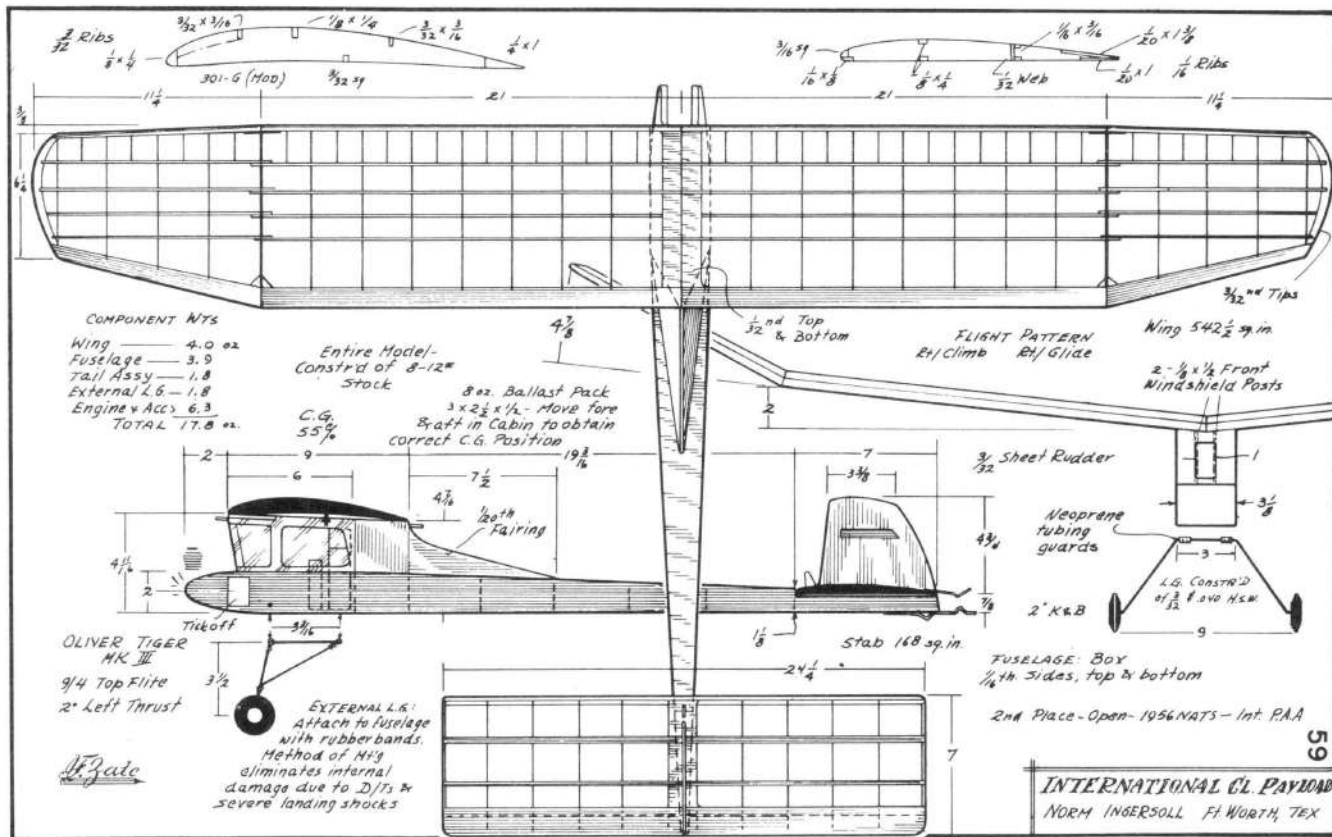 3/32 Ribs
3/32 x 3/16
1/8 x 1/4
3/32 x 3/16
1/8 x 1/4
1/4 x 1
301-G (MOD)
3/32 sq
3/16 sq
1/16 x 3/16
1/20 x 1 3/8
1/16 x 1/8
1/8 x 1/4
1/32 Web
1/20 x 1
1/16 Ribs
11 1/4
21
21
11 1/4
6 1/4
3/32 nd Tips
COMPONENT WTS
Wing — 4.0 oz
Fuselage — 3.9
Tail Assy — 1.8
External L.G. — 1.8
Engine & Acc> 6.3
TOTAL 17.8 oz.
Entire Model-
Constr'd of 8-12#
Stock
4 7/8
1/32 nd Top
& Bottom
FLIGHT PATTERN
Rt/Climb Rt/Glide
Wing 542 1/2 sq.in.
2 - 1/8 x 1/2 Front
Windshield Posts
C.G.
55%
8 oz. Ballast Pack
3 x 2 1/2 x 1/2 - Move fore
& aft in Cabin to obtain
correct C.G. Position
2
2
9
19 3/16
7
6
7 1/2
3 3/8
3/32 Sheet Rudder
1
3 1/8
4 7/16
1/20th
Fairing
4 11/16
2
4 3/4
7/8
Neoprene
tubing
guards
3
L.G. CONSTR'D
of 3/32 & .040 H.S.W.
2" K&B
9
Tickoff
3 3/16
1 1/8
Stab 168 sq.in.
OLIVER TIGER
MK III
9/4 Top Flite
2° Left Thrust
3 1/2
24 1/4
7
FUSELAGE: BOX
1/16th. Sides, top & bottom
EXTERNAL L.G.:
Attach to fuselage
with rubberbands.
Method of Mt'g
eliminates internal
damage due to D/Ts &
severe landing shocks
2nd Place-Open-1956 NATS - Int. P.A.A
59
INTERNATIONAL CL. PAYLOAD
NORM INGERSOLL Ft. WORTH, TEX